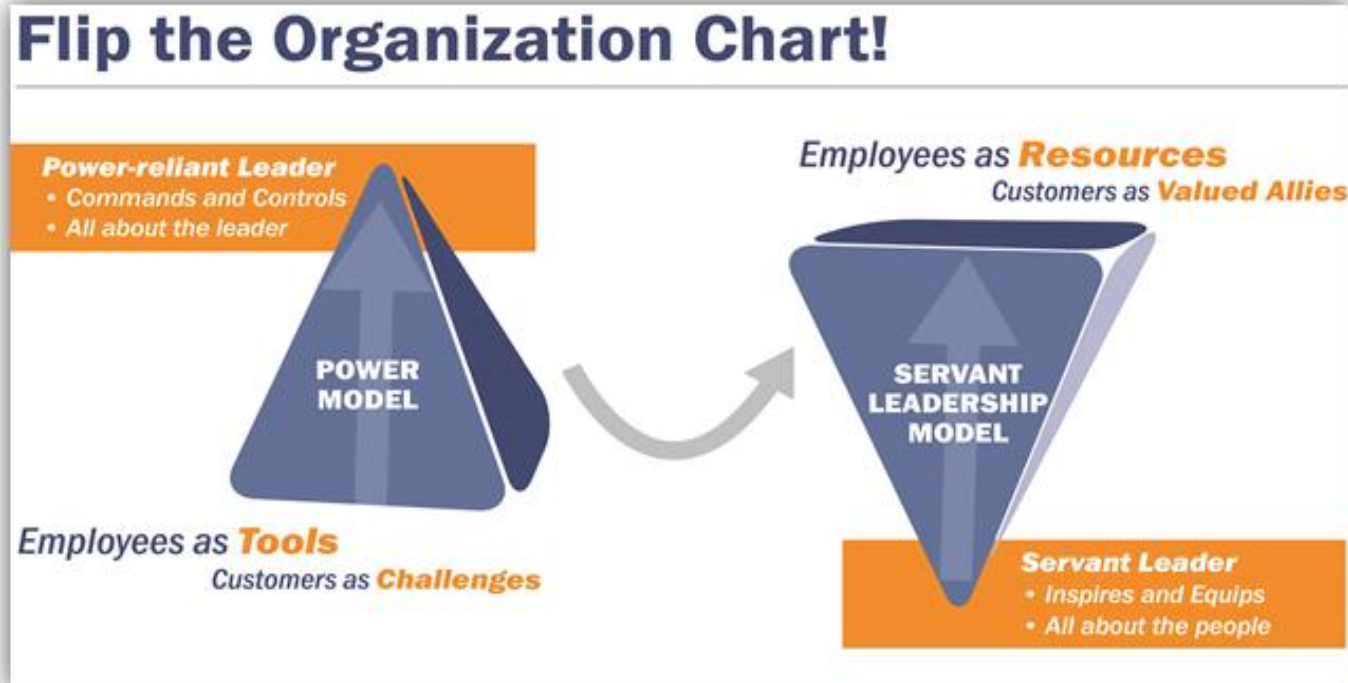 Flip the Organization Chart!
Power-reliant Leader
• Commands and Controls
• All about the leader
POWER
MODEL
Employees as Tools
Customers as Challenges
Employees as Resources
Customers as Valued Allies
SERVANT
LEADERSHIP
MODEL
Servant Leader
• Inspires and Equips
• All about the people